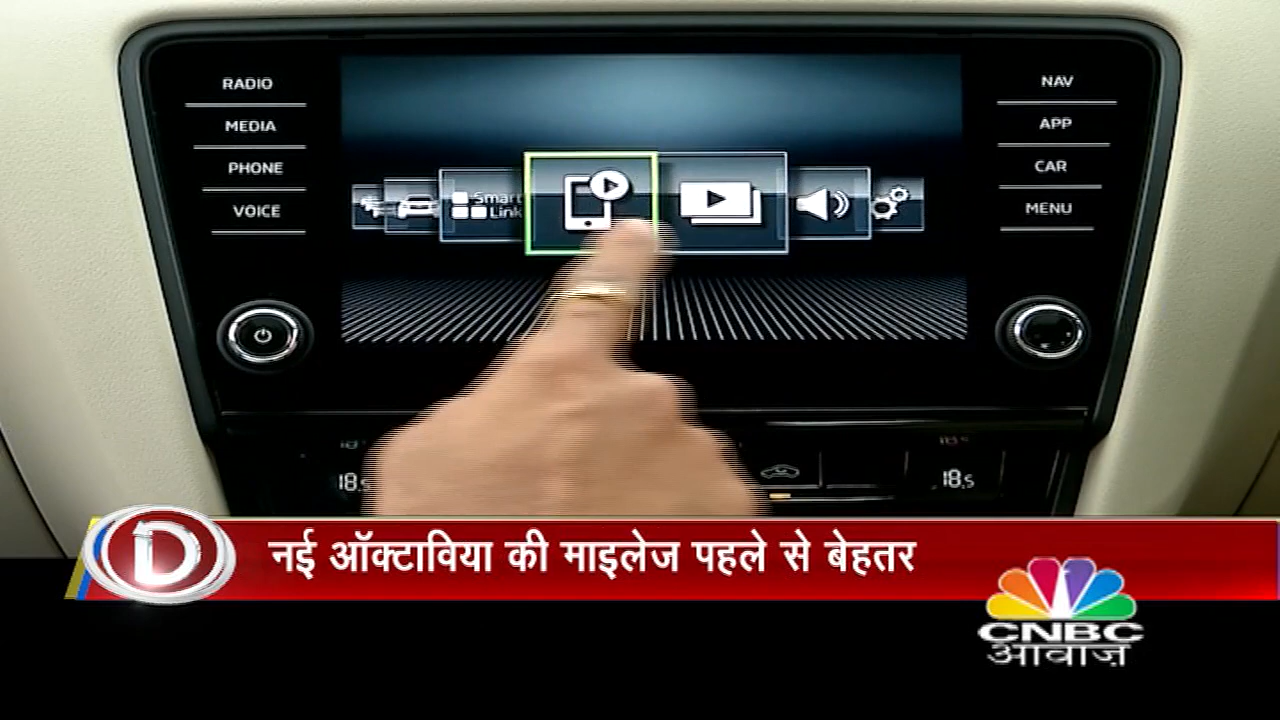 RADIO
MEDIA
PHONE
VOICE
NAV
APP
CAR
MENU
Smart
Link
18.5
18.5
D
नई ऑक्टाविया की माइलेज पहले से बेहतर
CNBC
आवाज़